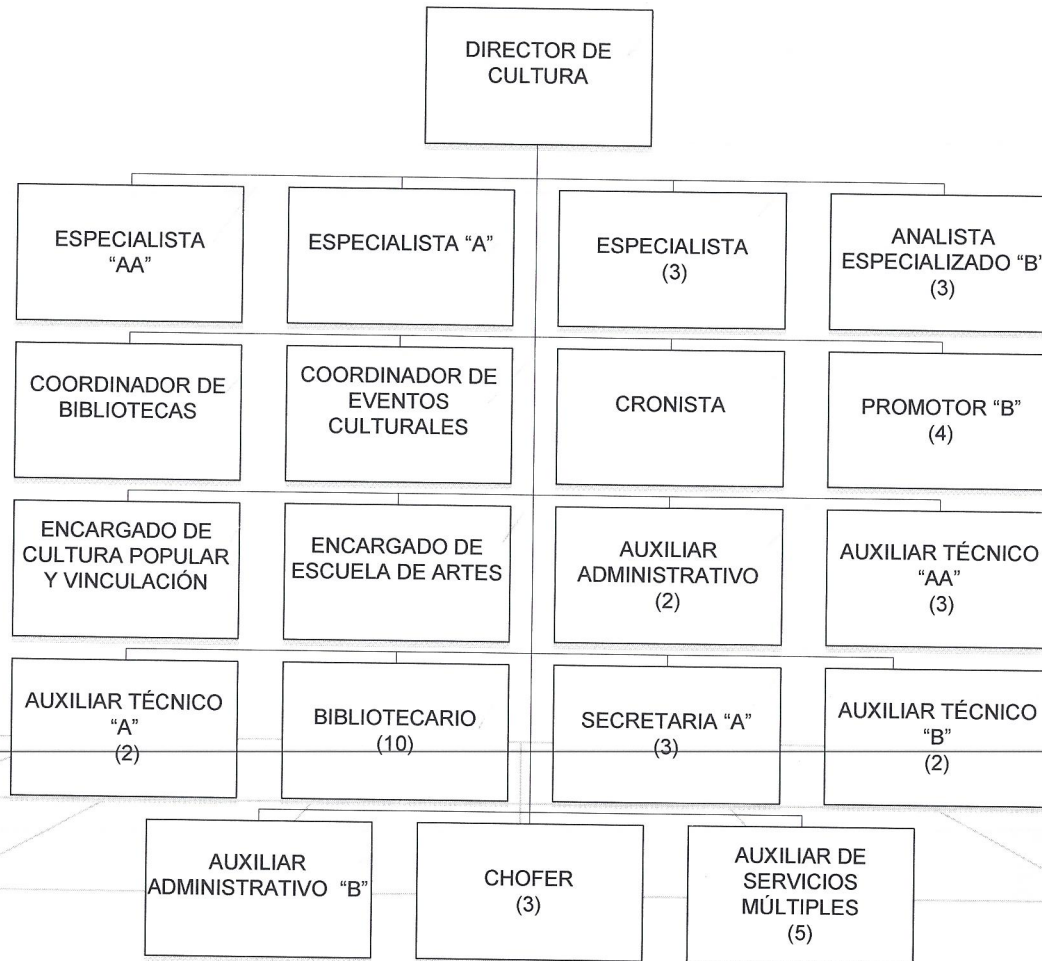 DIRECTOR DE
CULTURA
ESPECIALISTA
“AA”
ESPECIALISTA “A”
ESPECIALISTA
(3)
ANALISTA
ESPECIALIZADO “B”
(3)
COORDINADOR DE
BIBLIOTECAS
COORDINADOR DE
EVENTOS
CULTURALES
CRONISTA
PROMOTOR “B”
(4)
ENCARGADO DE
CULTURA POPULAR
Y VINCULACIÓN
ENCARGADO DE
ESCUELA DE ARTES
AUXILIAR
ADMINISTRATIVO
(2)
AUXILIAR TÉCNICO
“AA”
(3)
AUXILIAR TÉCNICO
“A”
(2)
BIBLIOTECARIO
(10)
SECRETARIA “A”
(3)
AUXILIAR TÉCNICO
“B”
(2)
AUXILIAR
ADMINISTRATIVO “B”
CHOFER
(3)
AUXILIAR DE
SERVICIOS
MÚLTIPLES
(5)